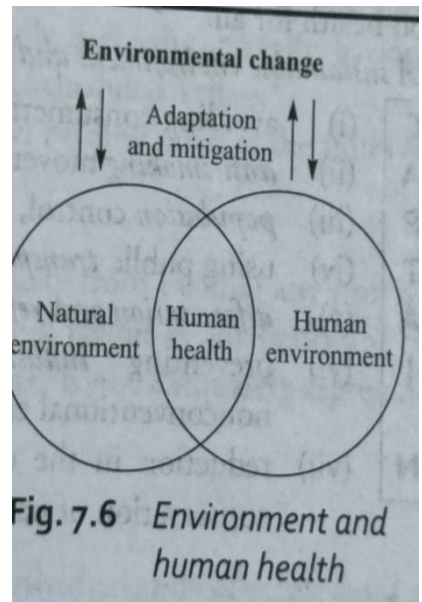 Environmental change
Adaptation
and mitigation
Natural
environment
Human
health
Human
environment
Fig. 7.6 Environment and
human health